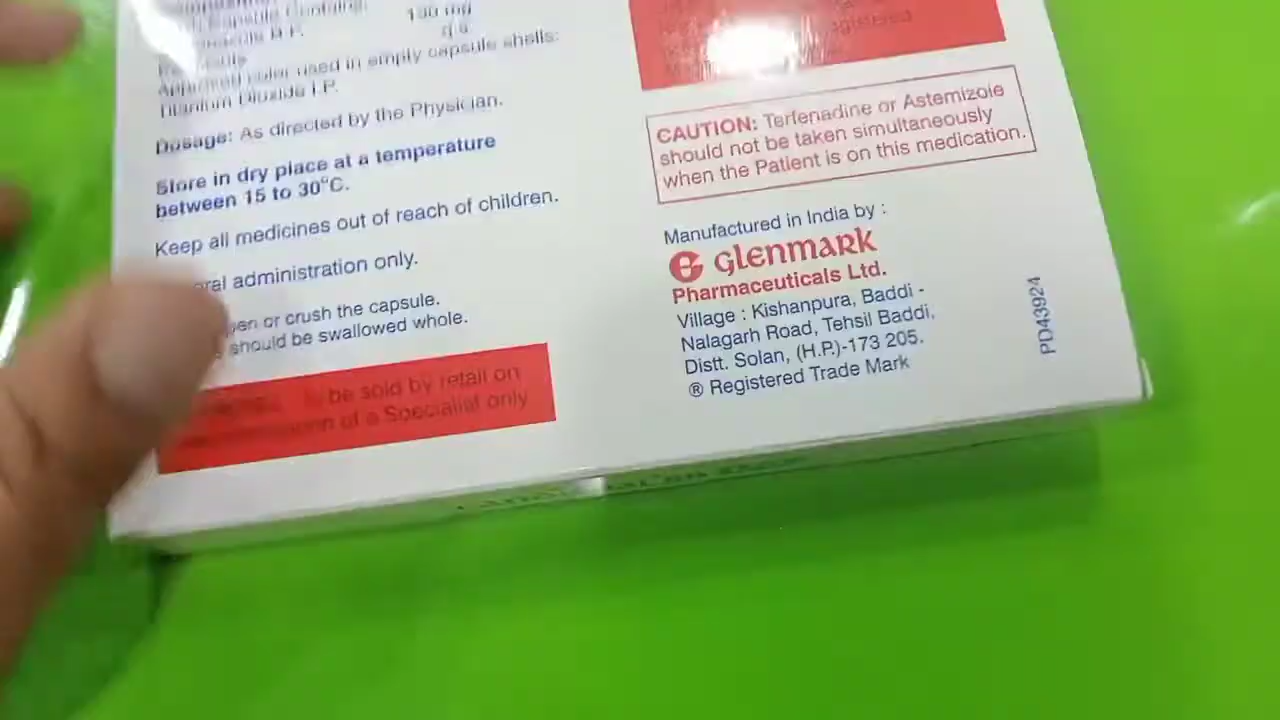 Capsule Contains:
130 mg
q.s.
Approved color used in empty capsule shells:
Titanium Dioxide I.P.
Dosage: As directed by the Physician.
Store in dry place at a temperature
between 15 to 30°C.
Keep all medicines out of reach of children.
oral administration only.
or crush the capsule.
should be swallowed whole.
be sold by retail on
of a Specialist only
CAUTION: Terfenadine or Astemizole
should not be taken simultaneously
when the Patient is on this medication.
Manufactured in India by :
Glenmark
Pharmaceuticals Ltd.
Village : Kishanpura, Baddi -
Nalagarh Road, Tehsil Baddi,
Distt. Solan, (H.P.)-173 205.
® Registered Trade Mark
PD43924